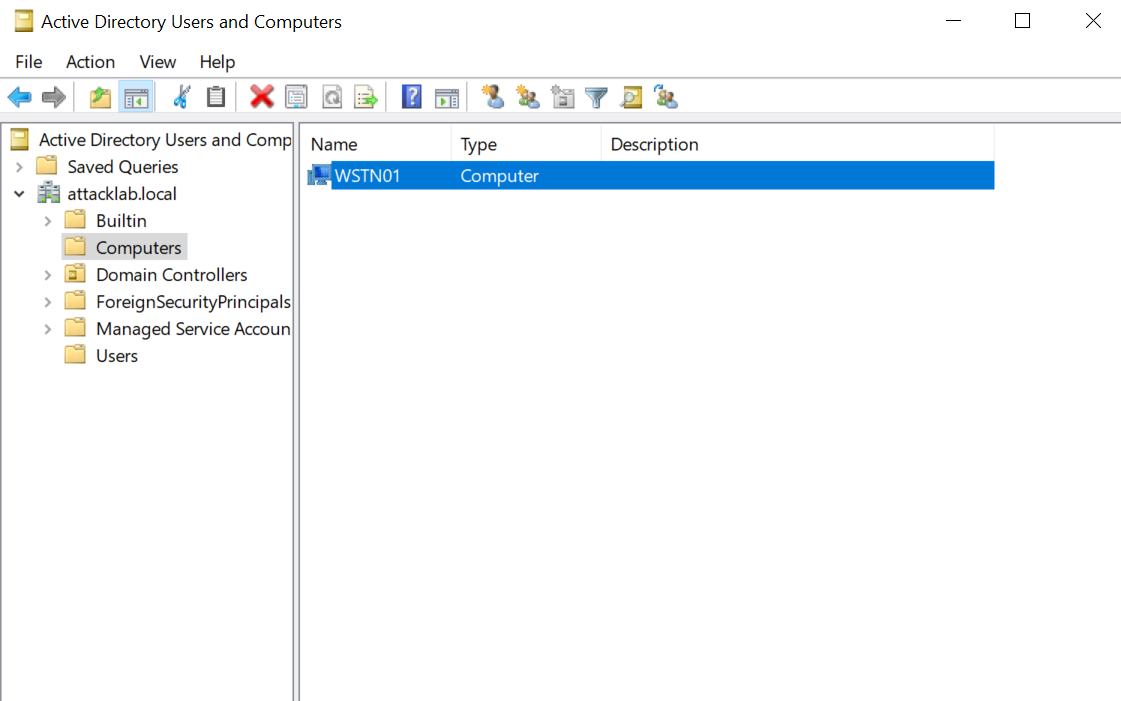 Active Directory Users and Computers
File Action View Help
Active Directory Users and Comp
Saved Queries
attacklab.local
Builtin
Computers
Domain Controllers
ForeignSecurityPrincipals
Managed Service Accoun
Users
Name Type Description
WSTN01 Computer